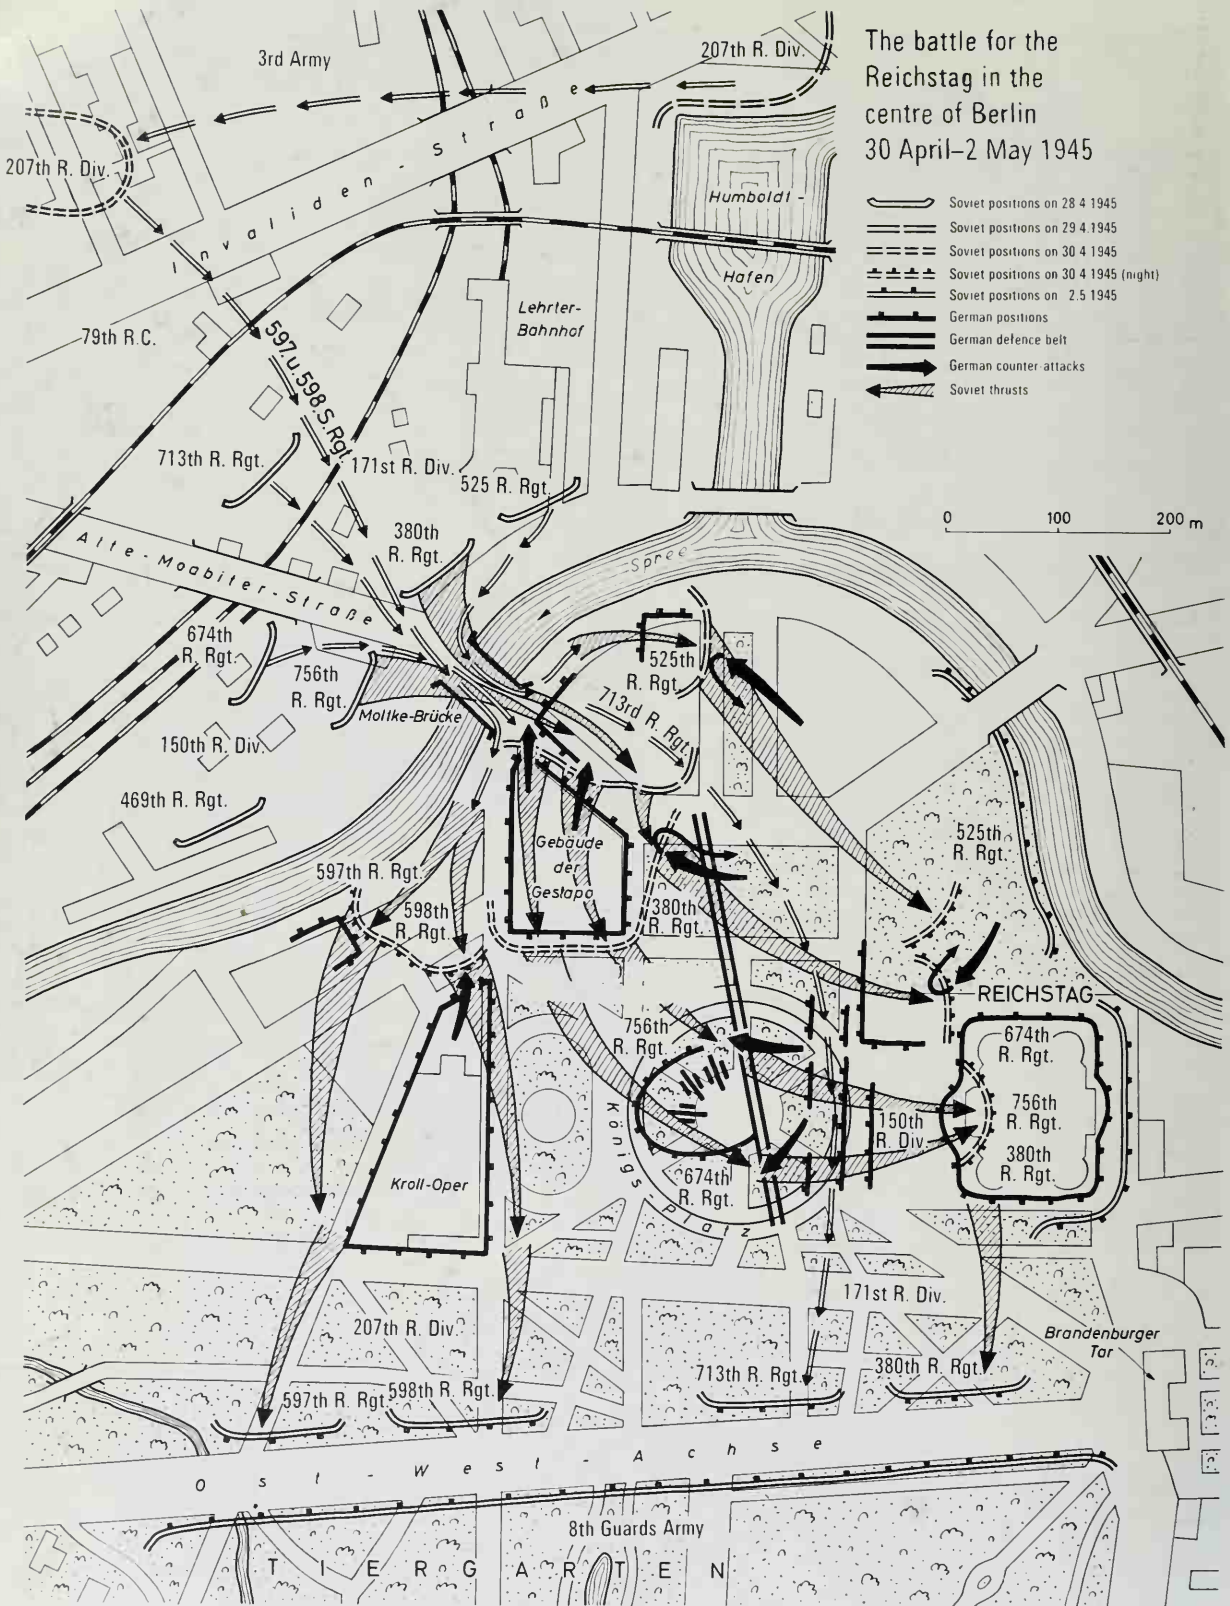 The battle for the
Reichstag in the
centre of Berlin
30 April–2 May 1945
Soviet positions on 28 4 1945
Soviet positions on 29 4.1945
Soviet positions on 30 4 1945
Soviet positions on 30 4 1945 (night)
Soviet positions on 2.5 1945
German positions
German defence belt
German counter-attacks
Soviet thrusts
0 100 200 m
3rd Army
207th R. Div.
207th R. Div.
Invaliden-Straße
Humboldt-
Hafen
Lehrter-
Bahnhof
79th R.C.
597.u.598.S.Rgt.
713th R. Rgt.
171st R. Div.
525 R. Rgt.
380th
R. Rgt.
Alte-Moabiter-Straße
Spree
674th
R. Rgt.
756th
R. Rgt.
Moltke-Brücke
150th R. Div.
469th R. Rgt.
525th
R. Rgt.
713rd R. Rgt.
Gebäude
der
Gestapo
525th
R. Rgt.
597th R. Rgt.
598th
R. Rgt.
380th
R. Rgt.
REICHSTAG
756th
R. Rgt.
674th
R. Rgt.
756th
R. Rgt.
380th
R. Rgt.
150th
R. Div.
674th
R. Rgt.
Königsplatz
Kroll-Oper
171st R. Div.
207th R. Div.
Brandenburger
Tar
713th R. Rgt.
380th R. Rgt.
597th R. Rgt.
598th R. Rgt.
Ost-West-Achse
8th Guards Army
TIERGARTEN